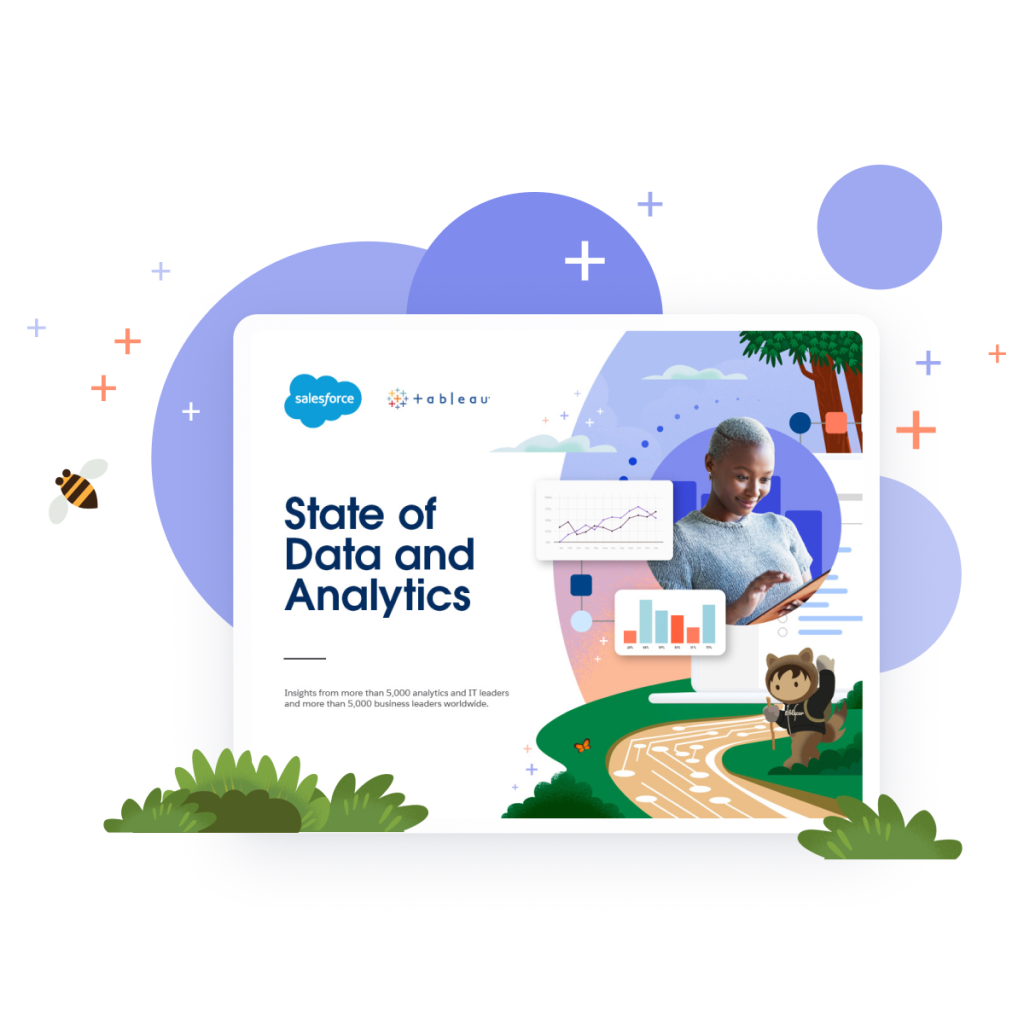 salesforce
+ableau
State of
Data and
Analytics
Insights from more than 5,000 analytics and IT leaders
and more than 5,000 business leaders worldwide.